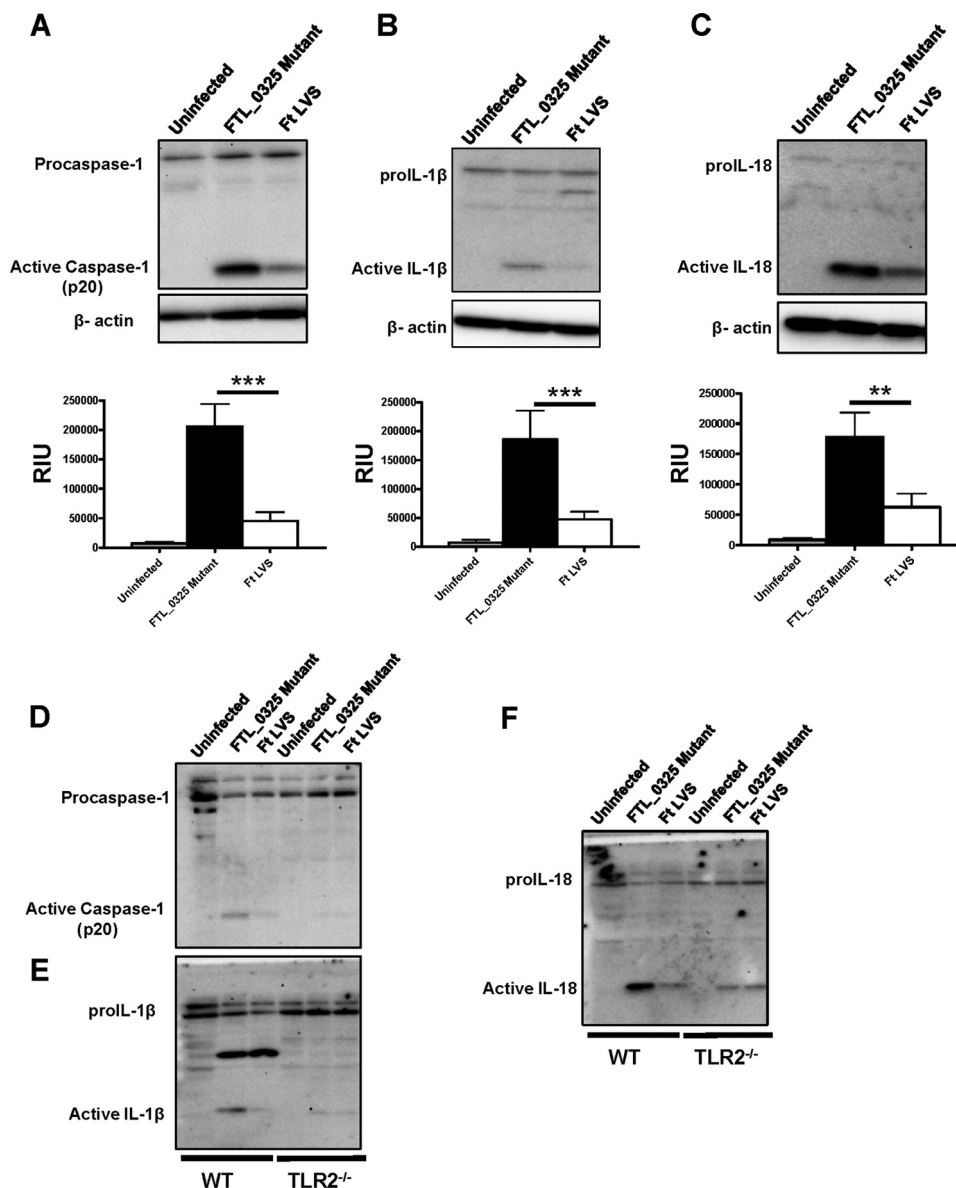 A
Uninfected
FTL_0325 Mutant
Ft LVS
Procaspase-1
Active Caspase-1
(p20)
β- actin
***
RIU
250000
200000
150000
100000
50000
0
Uninfected
FTL_0325 Mutant
Ft LVS
B
Uninfected
FTL_0325 Mutant
Ft LVS
proIL-1β
Active IL-1β
β- actin
***
RIU
250000
200000
150000
100000
50000
0
Uninfected
FTL_0325 Mutant
Ft LVS
C
Uninfected
FTL_0325 Mutant
Ft LVS
proIL-18
Active IL-18
β- actin
**
RIU
250000
200000
150000
100000
50000
0
Uninfected
FTL_0325 Mutant
Ft LVS
D
Uninfected
FTL_0325 Mutant
Ft LVS
Uninfected
FTL_0325 Mutant
Ft LVS
Procaspase-1
Active Caspase-1
(p20)
E
proIL-1β
Active IL-1β
WT
TLR2-/-
F
Uninfected
FTL_0325 Mutant
Ft LVS
Uninfected
FTL_0325 Mutant
Ft LVS
proIL-18
Active IL-18
WT
TLR2-/-